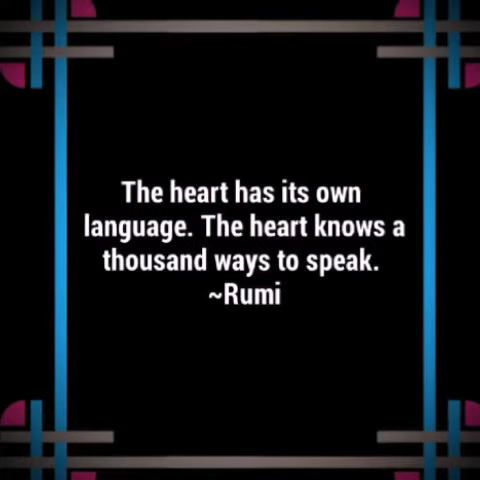 The heart has its own
language. The heart knows a
thousand ways to speak.
~Rumi